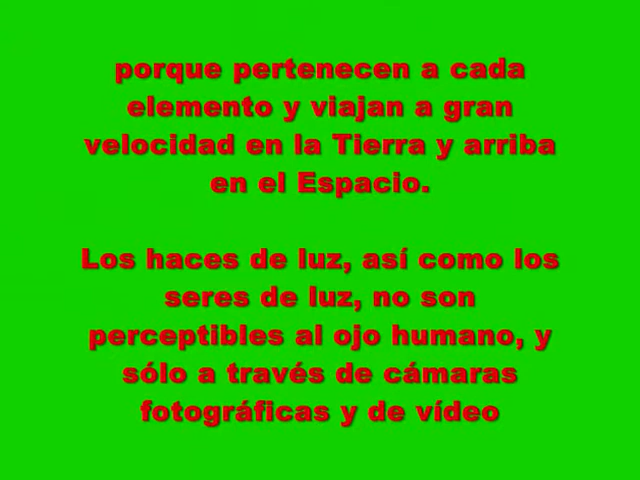 porque pertenecen a cada
elemento y viajan a gran
velocidad en la Tierra y arriba
en el Espacio.
Los haces de luz, así como los
seres de luz, no son
perceptibles al ojo humano, y
sólo a través de cámaras
fotográficas y de vídeo